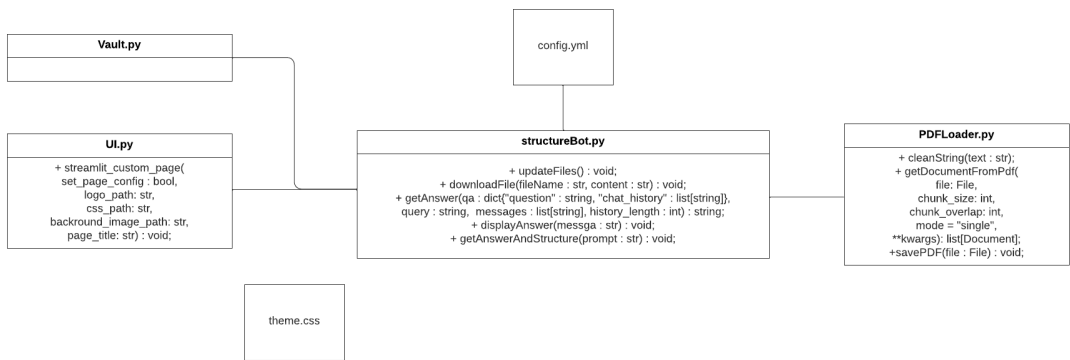 Vault.py
config.yml
UI.py
+ streamlit_custom_page(
set_page_config : bool,
logo_path: str,
css_path: str,
backround_image_path: str,
page_title: str) : void;
structureBot.py
+ updateFiles() : void;
+ downloadFile(fileName : str, content : str) : void;
+ getAnswer(qa : dict{"question" : string, "chat_history" : list[string]},
query : string,  messages : list[string], history_length : int) : string;
+ displayAnswer(messga : str) : void;
+ getAnswerAndStructure(prompt : str) : void;
PDFLoader.py
+ cleanString(text : str);
+ getDocumentFromPdf(
file: File,
chunk_size: int,
chunk_overlap: int,
mode = "single",
**kwargs): list[Document];
+savePDF(file : File) : void;
theme.css